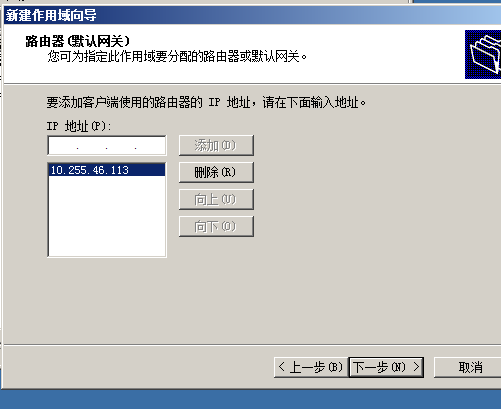 新建作用域向导
路由器(默认网关)
您可为指定此作用域要分配的路由器或默认网关。
要添加客户端使用的路由器的 IP 地址，请在下面输入地址。
IP 地址(P):
. . .
添加(D)
10.255.46.113
删除(R)
向上(U)
向下(O)
< 上一步(B)
下一步(N) >
取消